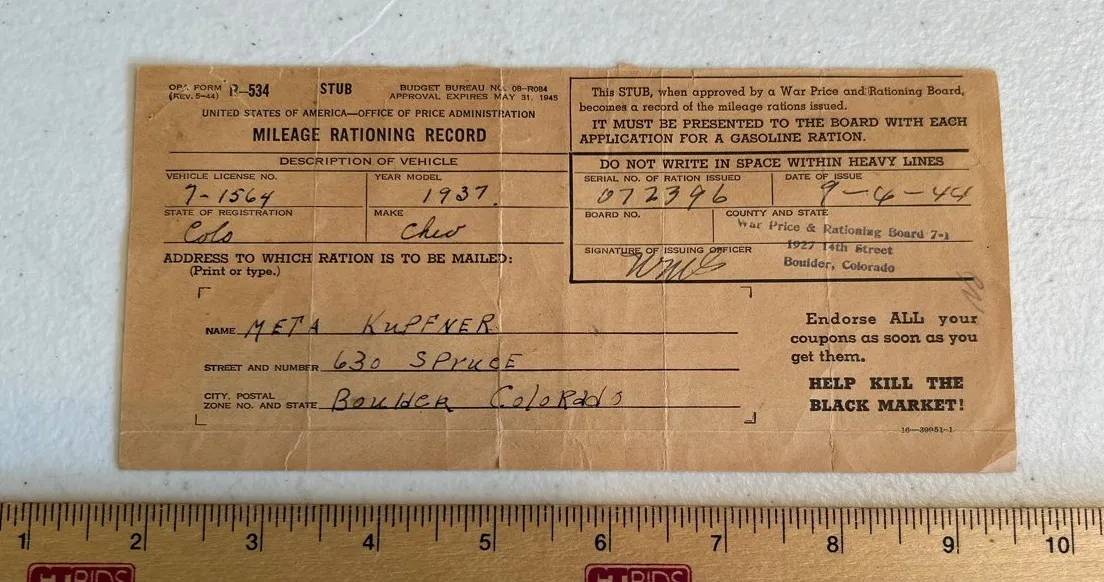 OPA FORM R-534
(REV. 5-44)
STUB
BUDGET BUREAU NO. 08-R084
APPROVAL EXPIRES MAY 31, 1945
UNITED STATES OF AMERICA—OFFICE OF PRICE ADMINISTRATION
MILEAGE RATIONING RECORD
DESCRIPTION OF VEHICLE
VEHICLE LICENSE NO.
7-1564
YEAR MODEL
1937.
STATE OF REGISTRATION
Colo
MAKE
Chev
ADDRESS TO WHICH RATION IS TO BE MAILED:
(Print or type.)
NAME META KUPFNER
STREET AND NUMBER 630 SPruCE
CITY, POSTAL
ZONE NO. AND STATE BoulDER ColoRado
This STUB, when approved by a War Price and Rationing Board,
becomes a record of the mileage rations issued.
IT MUST BE PRESENTED TO THE BOARD WITH EACH
APPLICATION FOR A GASOLINE RATION.
DO NOT WRITE IN SPACE WITHIN HEAVY LINES
SERIAL NO. OF RATION ISSUED
072396
DATE OF ISSUE
9-6-44
BOARD NO.
COUNTY AND STATE
War Price & Rationing Board 7-1
1927 14th Street
Boulder, Colorado
SIGNATURE OF ISSUING OFFICER
Endorse ALL your
coupons as soon as you
get them.
HELP KILL THE
BLACK MARKET!
16—39951-1
1 2 3 4 5 6 7 8 9 10